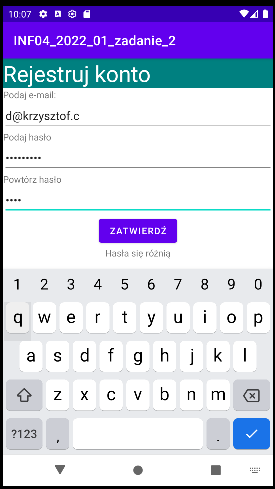 10:07
INF04_2022_01_zadanie_2
Rejestruj konto
Podaj e-mail:
d@krzysztof.c
Podaj hasło
•••••••••
Powtórz hasło
••••
ZATWIERDŹ
Hasła się różnią
1 2 3 4 5 6 7 8 9 0
q w e r t y u i o p
a s d f g h j k l
z x c v b n m
?123 , .